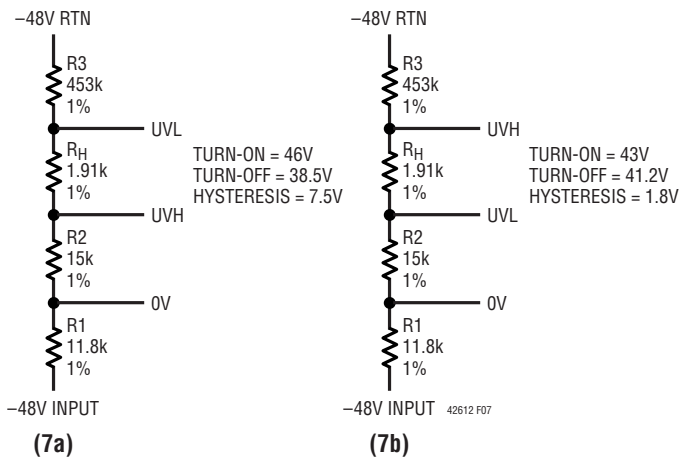 –48V RTN
R3
453k
1%
UVL
RH
1.91k
1%
TURN-ON = 46V
TURN-OFF = 38.5V
HYSTERESIS = 7.5V
UVH
R2
15k
1%
0V
R1
11.8k
1%
–48V INPUT
(7a)
–48V RTN
R3
453k
1%
UVH
RH
1.91k
1%
TURN-ON = 43V
TURN-OFF = 41.2V
HYSTERESIS = 1.8V
UVL
R2
15k
1%
0V
R1
11.8k
1%
–48V INPUT
42612 F07
(7b)